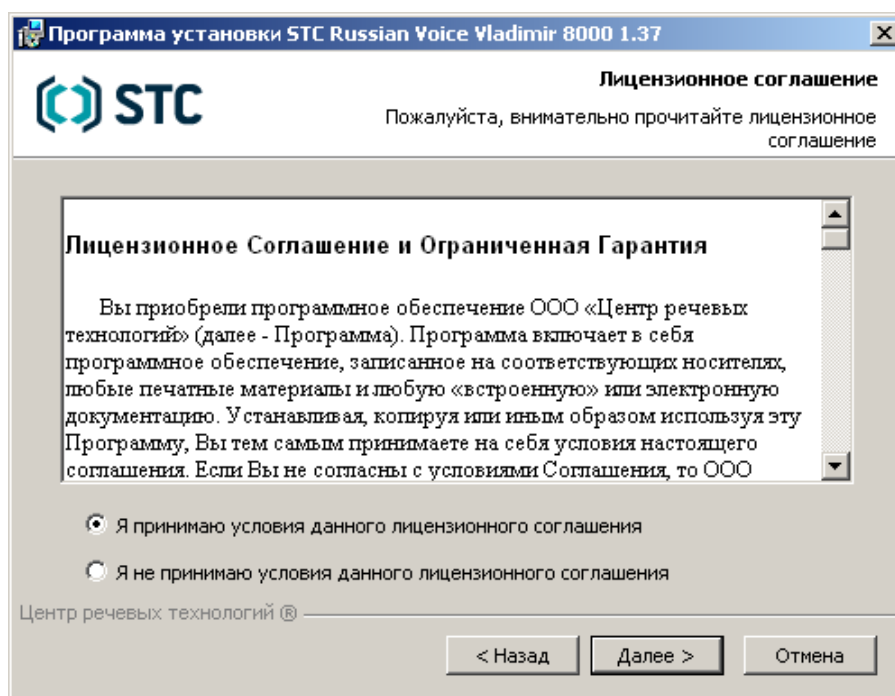 Программа установки STC Russian Voice Vladimir 8000 1.37
STC
Лицензионное соглашение
Пожалуйста, внимательно прочитайте лицензионное
соглашение
Лицензионное Соглашение и Ограниченная Гарантия
Вы приобрели программное обеспечение ООО «Центр речевых
технологий» (далее - Программа). Программа включает в себя
программное обеспечение, записанное на соответствующих носителях,
любые печатные материалы и любую «встроенную» или электронную
документацию. Устанавливая, копируя или иным образом используя эту
Программу, Вы тем самым принимаете на себя условия настоящего
соглашения. Если Вы не согласны с условиями Соглашения, то ООО
Я принимаю условия данного лицензионного соглашения
Я не принимаю условия данного лицензионного соглашения
Центр речевых технологий ®
< Назад
Далее >
Отмена